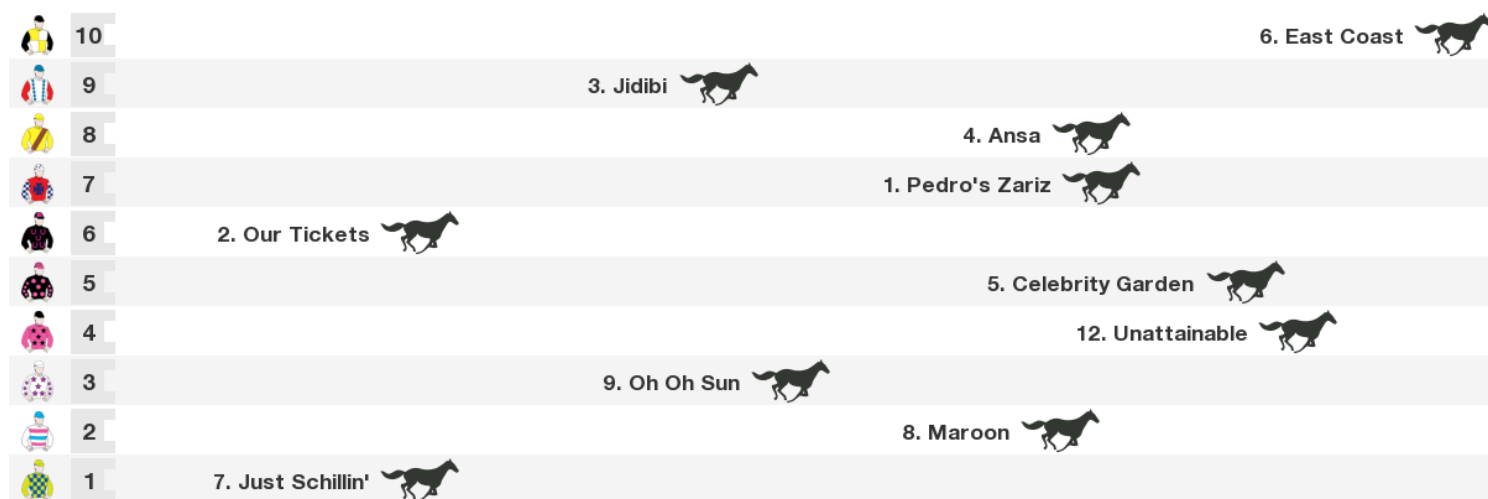 10 6. East Coast
9 3. Jidibi
8 4. Ansa
7 1. Pedro's Zariz
6 2. Our Tickets
5 5. Celebrity Garden
4 12. Unattainable
3 9. Oh Oh Sun
2 8. Maroon
1 7. Just Schillin'